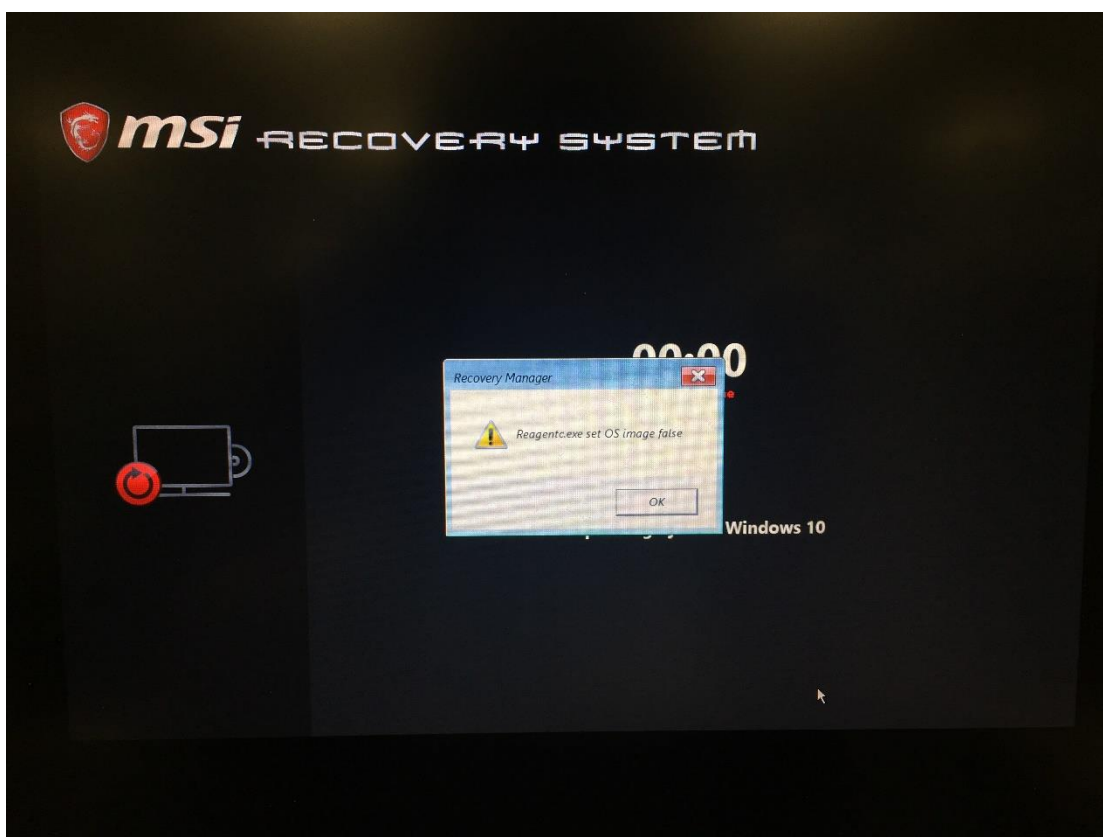 msi RECOVERY SYSTEM
00:00
Recovery Manager
Reagentc.exe set OS image false
OK
Windows 10